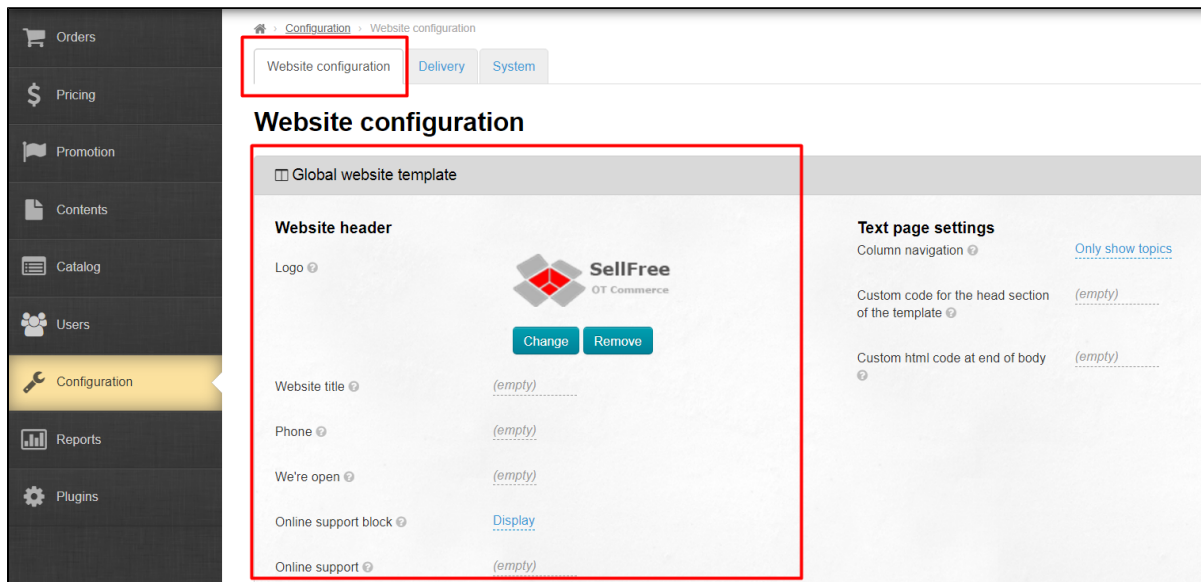 Orders
Pricing
Promotion
Contents
Catalog
Users
Configuration
Reports
Plugins
Configuration > Website configuration
Website configuration
Delivery
System
Website configuration
Global website template
Website header
Logo
SellFree
OT Commerce
Change
Remove
Website title
(empty)
Phone
(empty)
We're open
(empty)
Online support block
Display
Online support
(empty)
Text page settings
Column navigation
Only show topics
Custom code for the head section
of the template
(empty)
Custom html code at end of body
(empty)